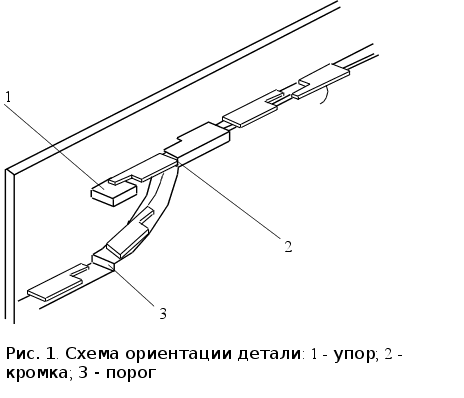 1
2
3
Рис. 1. Схема ориентации детали: 1 - упор; 2 -
кромка; 3 - порог